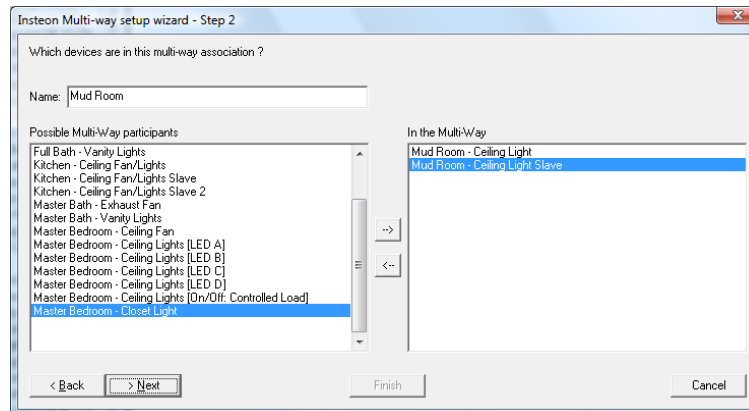 Insteon Multi-way setup wizard - Step 2
Which devices are in this multi-way association ?
Name: Mud Room
Possible Multi-Way participants
Full Bath - Vanity Lights
Kitchen - Ceiling Fan/Lights
Kitchen - Ceiling Fan/Lights Slave
Kitchen - Ceiling Fan/Lights Slave 2
Master Bath - Exhaust Fan
Master Bath - Vanity Lights
Master Bedroom - Ceiling Fan
Master Bedroom - Ceiling Lights [LED A]
Master Bedroom - Ceiling Lights [LED B]
Master Bedroom - Ceiling Lights [LED C]
Master Bedroom - Ceiling Lights [LED D]
Master Bedroom - Ceiling Lights [On/Off: Controlled Load]
Master Bedroom - Closet Light
-->
<--
In the Multi-Way
Mud Room - Ceiling Light
Mud Room - Ceiling Light Slave
< Back
> Next
Finish
Cancel